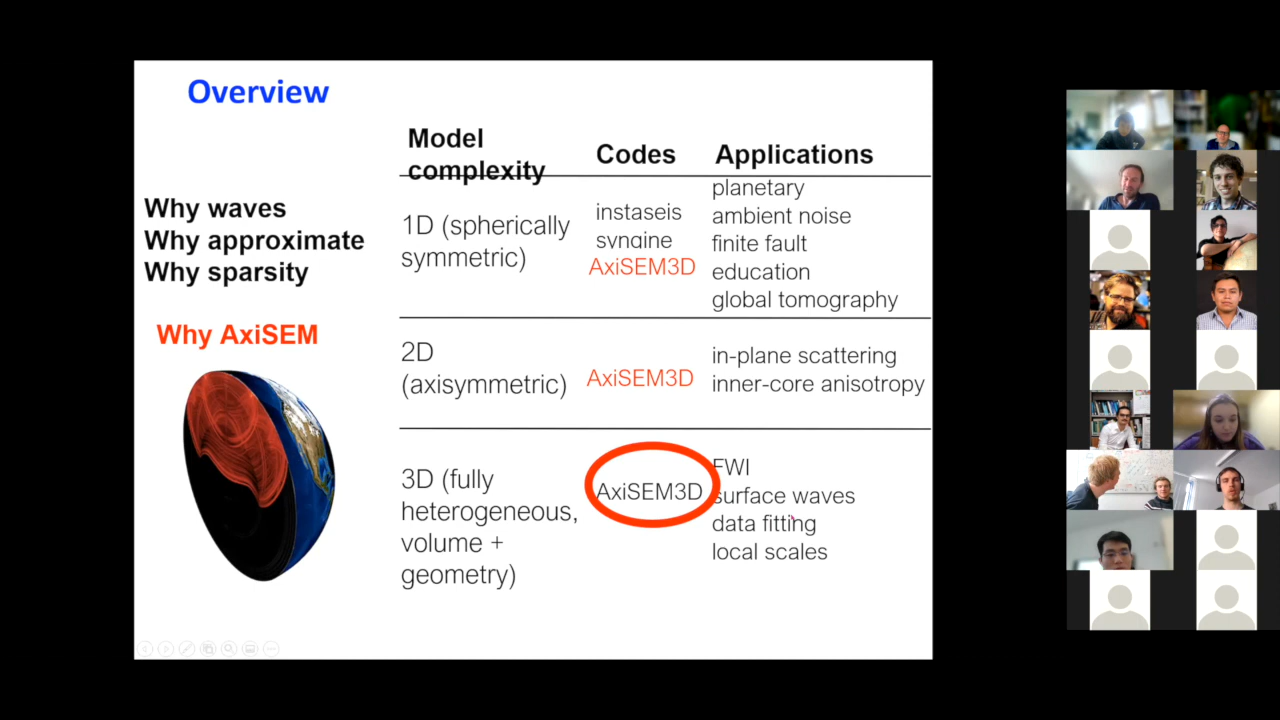 Overview
Why waves
Why approximate
Why sparsity
Why AxiSEM
Model
complexity
Codes
Applications
1D (spherically
symmetric)
instaseis
syngine
AxiSEM3D
planetary
ambient noise
finite fault
education
global tomography
2D
(axisymmetric)
AxiSEM3D
in-plane scattering
inner-core anisotropy
3D (fully
heterogeneous,
volume +
geometry)
AxiSEM3D
FWI
surface waves
data fitting
local scales